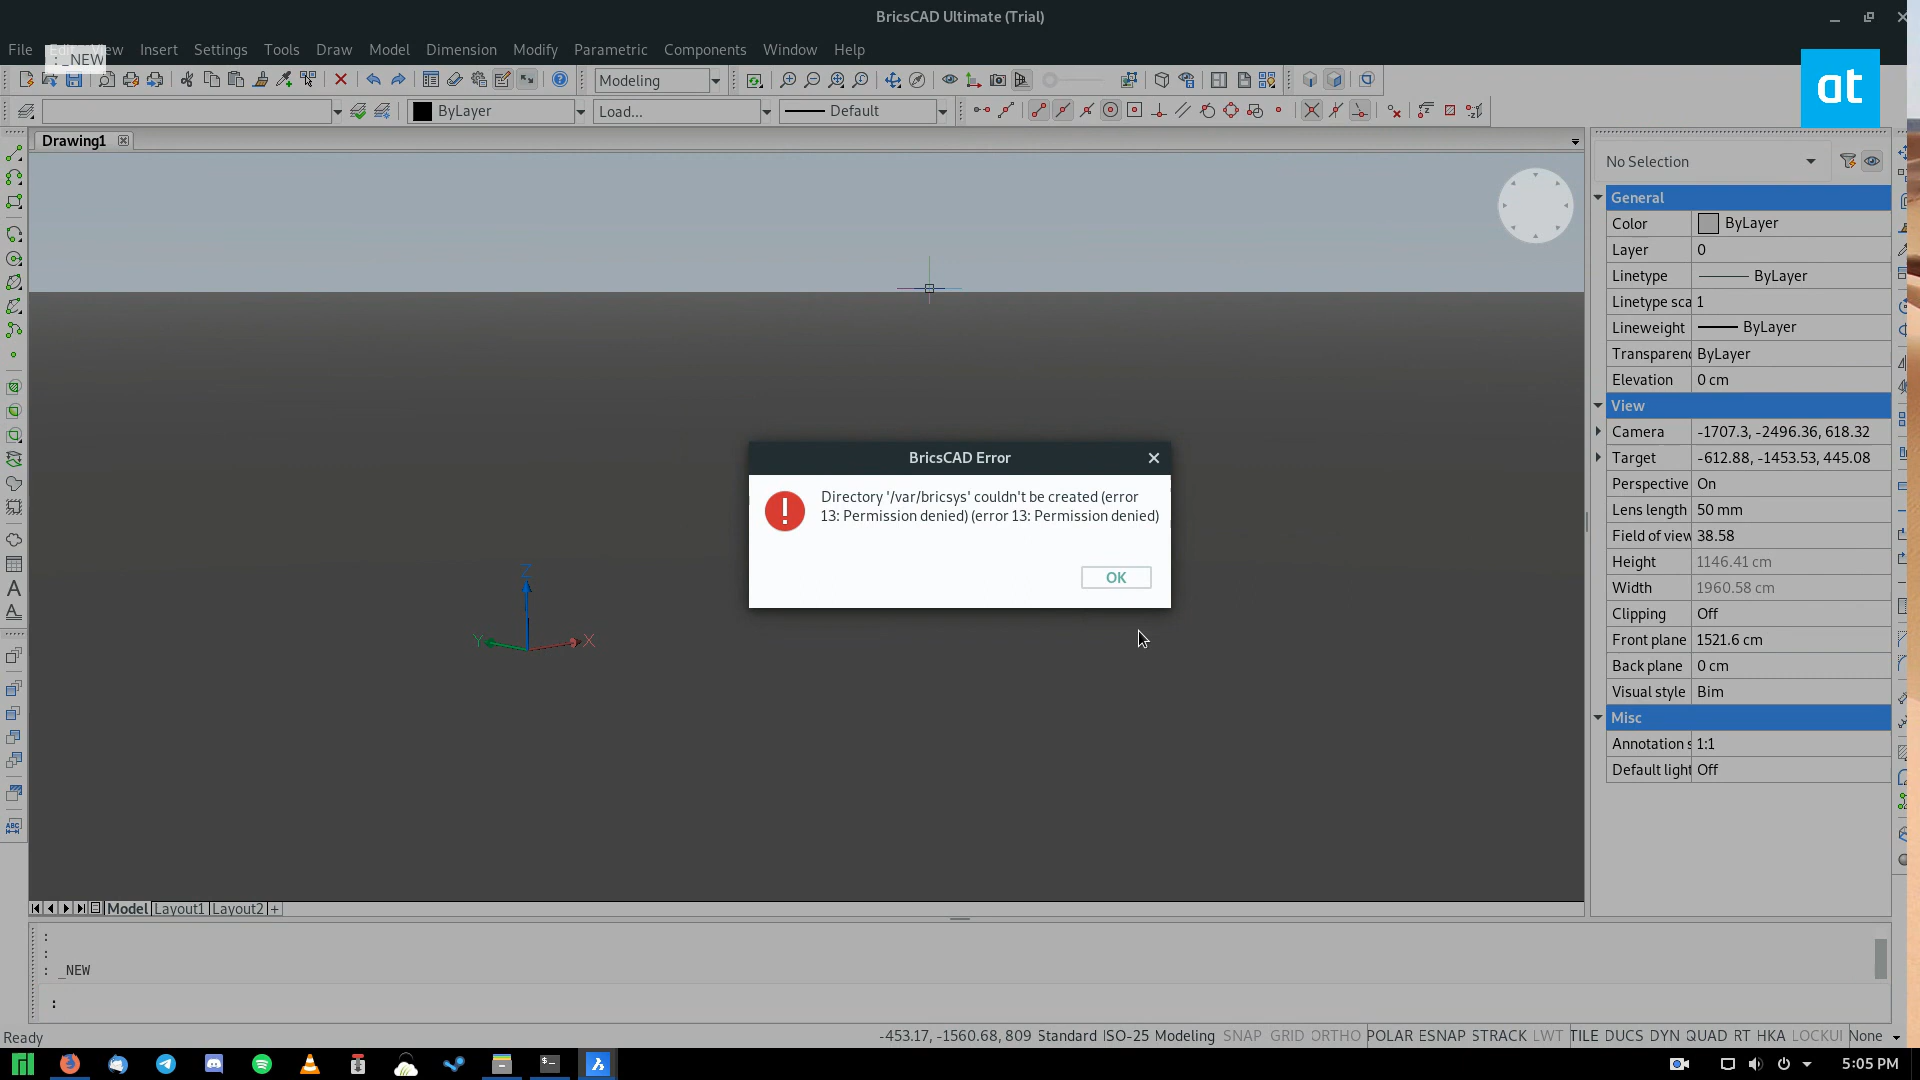 BricsCAD Ultimate (Trial)
File Edit View Insert Settings Tools Draw Model Dimension Modify Parametric Components Window Help
: _NEW
Modeling
at
ByLayer Load... Default
Drawing1
No Selection
General
Color ByLayer
Layer 0
Linetype ByLayer
Linetype sca 1
Lineweight ByLayer
Transparenc ByLayer
Elevation 0 cm
View
Camera -1707.3, -2496.36, 618.32
Target -612.88, -1453.53, 445.08
Perspective On
Lens length 50 mm
Field of view 38.58
Height 1146.41 cm
Width 1960.58 cm
Clipping Off
Front plane 1521.6 cm
Back plane 0 cm
Visual style Bim
Misc
Annotation s 1:1
Default light Off
BricsCAD Error
Directory '/var/bricsys' couldn't be created (error
13: Permission denied) (error 13: Permission denied)
OK
Z
Y X
A
A
ABC
Model Layout1 Layout2 +
:
:
: _NEW
:
Ready
-453.17, -1560.68, 809 Standard ISO-25 Modeling SNAP GRID ORTHO POLAR ESNAP STRACK LWT TILE DUCS DYN QUAD RT HKA LOCKUI None
5:05 PM